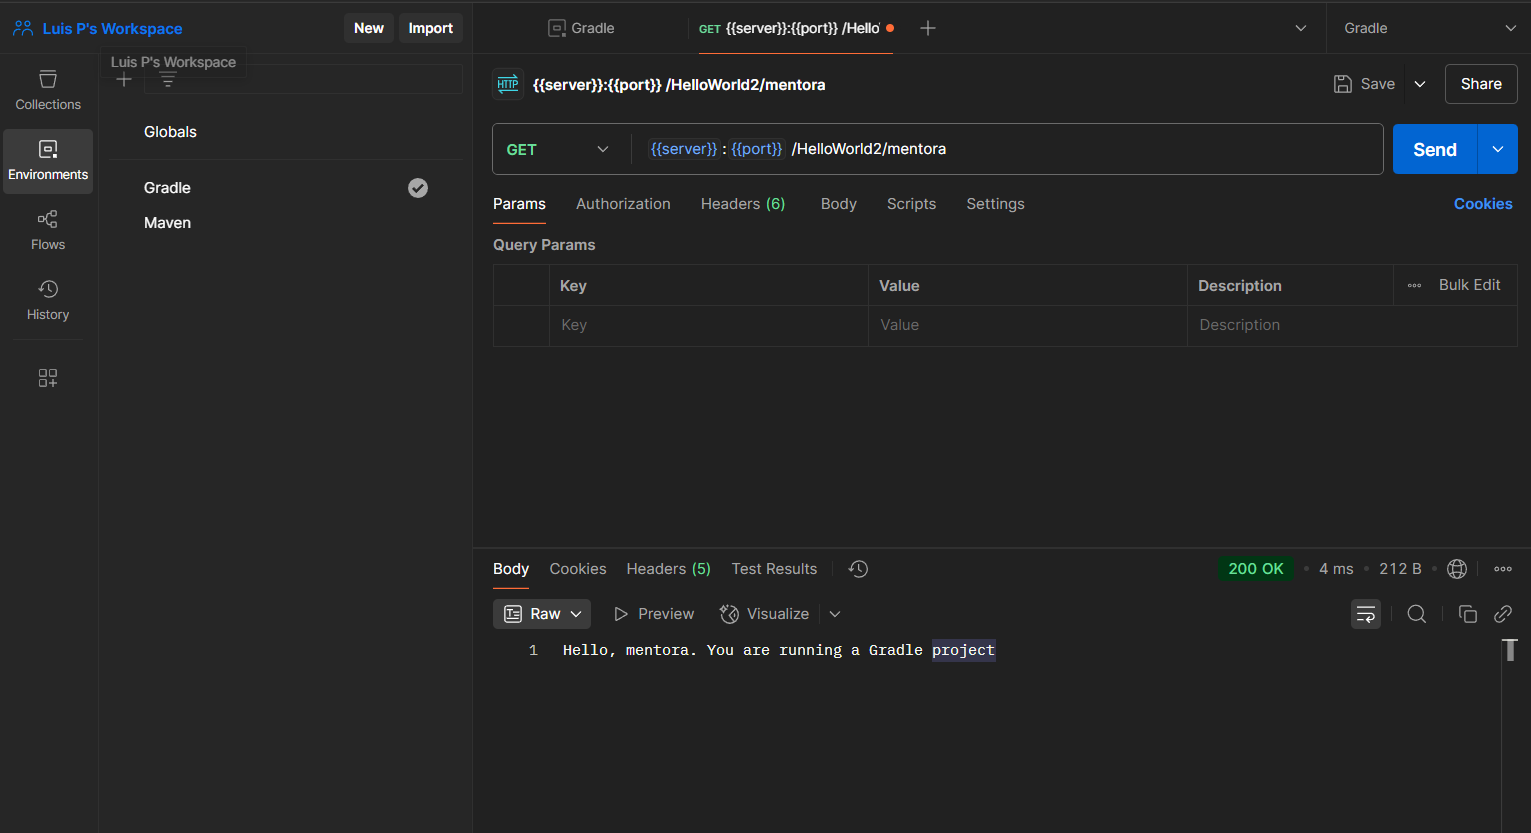 Luis P's Workspace
New
Import
Gradle
GET {{server}}:{{port}} /Hello'
Gradle
Luis P's Workspace
Collections
Environments
Flows
History
Globals
Gradle
Maven
HTTP
{{server}}:{{port}} /HelloWorld2/mentora
Save
Share
GET
{{server}} : {{port}} /HelloWorld2/mentora
Send
Params
Authorization
Headers (6)
Body
Scripts
Settings
Cookies
Query Params
Key
Value
Description
Bulk Edit
Key
Value
Description
Body
Cookies
Headers (5)
Test Results
200 OK
4 ms
212 B
Raw
Preview
Visualize
1 Hello, mentora. You are running a Gradle project